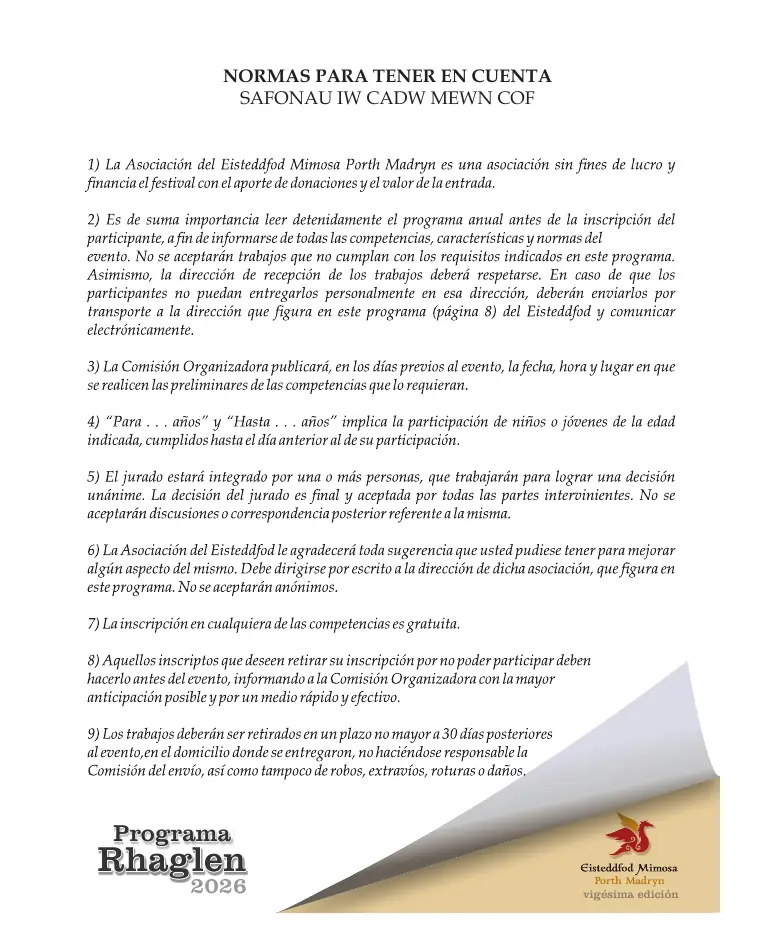 NORMAS PARA TENER EN CUENTA
SAFONAU IW CADW MEWN COF
1) La Asociación del Eisteddfod Mimosa Porth Madryn es una asociación sin fines de lucro y
financia el festival con el aporte de donaciones y el valor de la entrada.
2) Es de suma importancia leer detenidamente el programa anual antes de la inscripción del
participante, a fin de informarse de todas las competencias, características y normas del
evento. No se aceptarán trabajos que no cumplan con los requisitos indicados en este programa.
Asimismo, la dirección de recepción de los trabajos deberá respetarse. En caso de que los
participantes no puedan entregarlos personalmente en esa dirección, deberán enviarlos por
transporte a la dirección que figura en este programa (página 8) del Eisteddfod y comunicar
electrónicamente.
3) La Comisión Organizadora publicará, en los días previos al evento, la fecha, hora y lugar en que
se realicen las preliminares de las competencias que lo requieran.
4) “Para . . . años” y “Hasta . . . años” implica la participación de niños o jóvenes de la edad
indicada, cumplidos hasta el día anterior al de su participación.
5) El jurado estará integrado por una o más personas, que trabajarán para lograr una decisión
unánime. La decisión del jurado es final y aceptada por todas las partes intervinientes. No se
aceptarán discusiones o correspondencia posterior referente a la misma.
6) La Asociación del Eisteddfod le agradecerá toda sugerencia que usted pudiese tener para mejorar
algún aspecto del mismo. Debe dirigirse por escrito a la dirección de dicha asociación, que figura en
este programa. No se aceptarán anónimos.
7) La inscripción en cualquiera de las competencias es gratuita.
8) Aquellos inscriptos que deseen retirar su inscripción por no poder participar deben
hacerlo antes del evento, informando a la Comisión Organizadora con la mayor
anticipación posible y por un medio rápido y efectivo.
9) Los trabajos deberán ser retirados en un plazo no mayor a 30 días posteriores
al evento,en el domicilio donde se entregaron, no haciéndose responsable la
Comisión del envío, así como tampoco de robos, extravíos, roturas o daños.
Programa
Rhaglen
2026
Eisteddfod Mimosa
Porth Madryn
vigésima edición